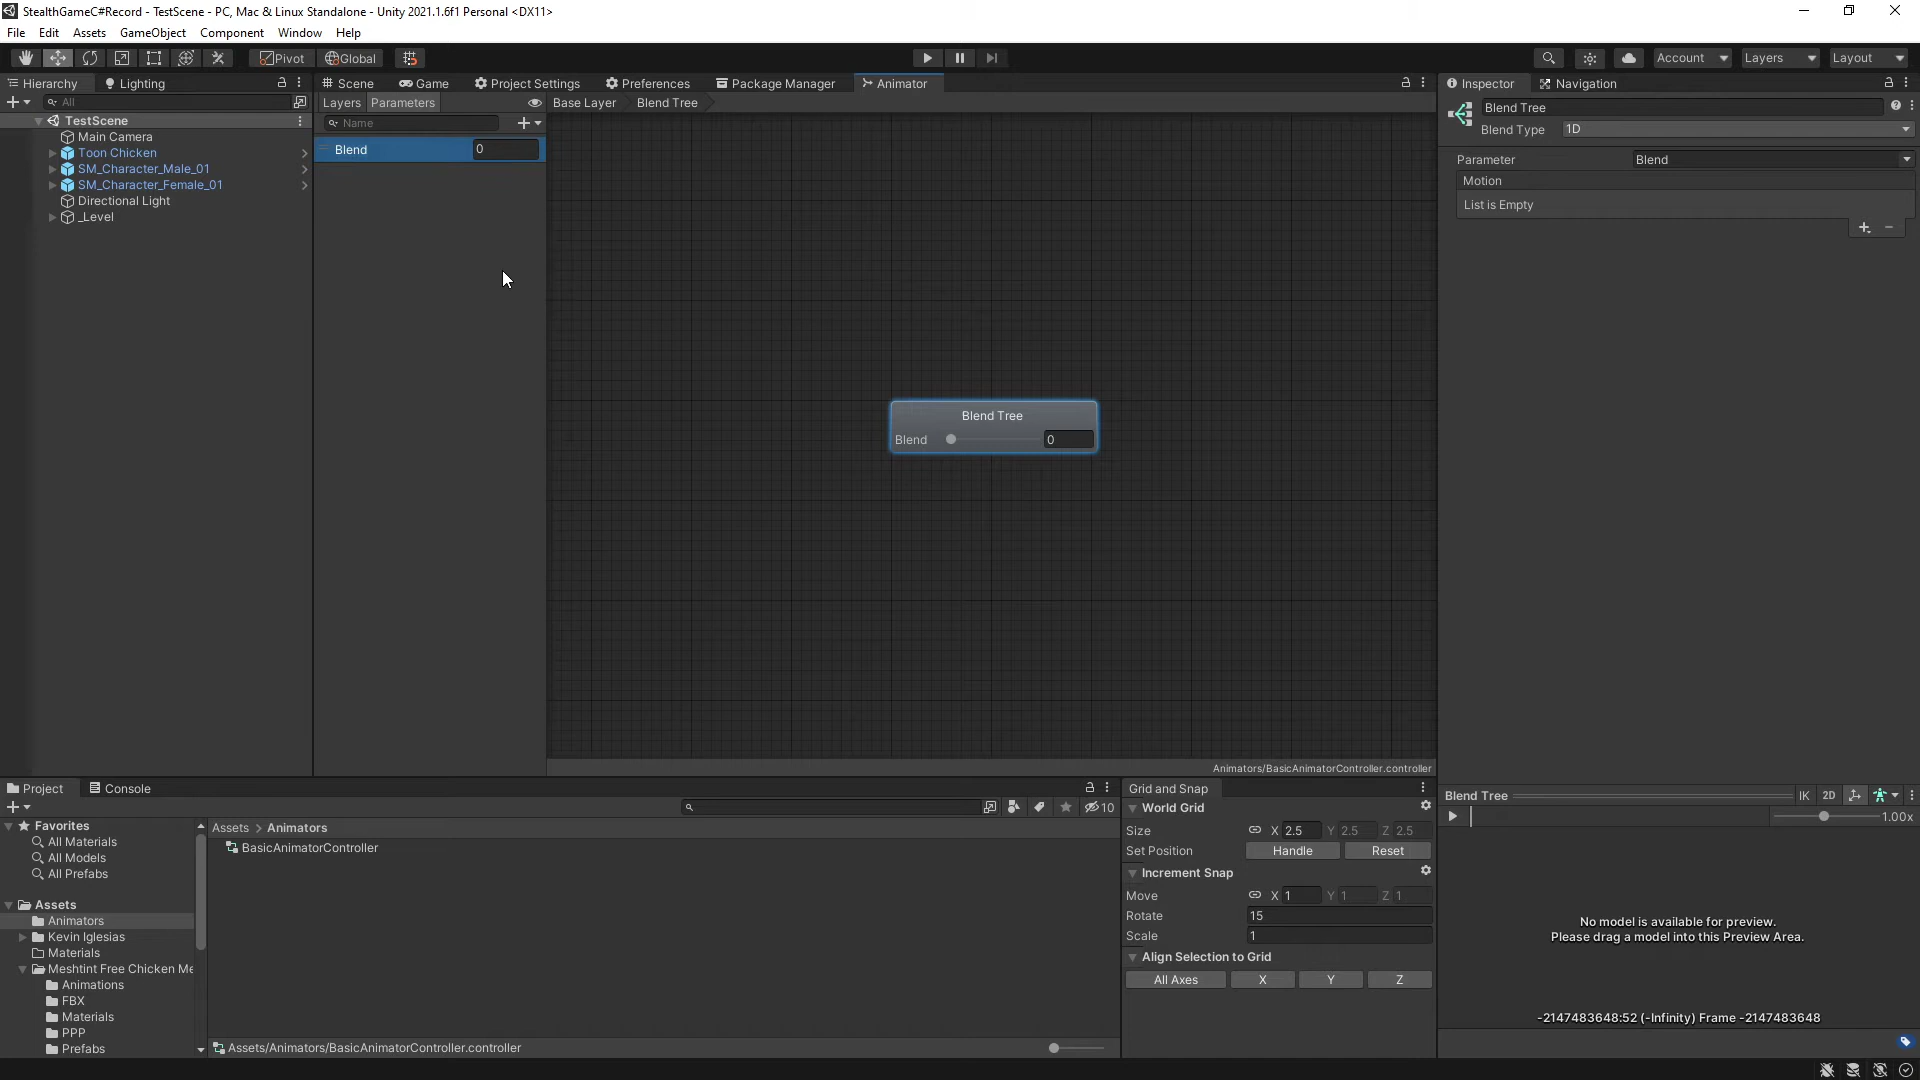 StealthGameC#Record - TestScene - PC, Mac & Linux Standalone - Unity 2021.1.6f1 Personal <DX11>
File Edit Assets GameObject Component Window Help
Pivot Global Account Layers Layout
Hierarchy Lighting
All
TestScene
Main Camera
Toon Chicken
SM_Character_Male_01
SM_Character_Female_01
Directional Light
_Level
Scene Game Project Settings Preferences Package Manager Animator
Layers Parameters Base Layer Blend Tree
Name
Blend 0
Blend Tree
Blend 0
Animators/BasicAnimatorController.controller
Inspector Navigation
Blend Tree
Blend Type 1D
Parameter Blend
Motion
List is Empty
Project Console
10
Favorites
All Materials
All Models
All Prefabs
Assets
Animators
Kevin Iglesias
Materials
Meshtint Free Chicken Me
Animations
FBX
Materials
PPP
Prefabs
Assets > Animators
BasicAnimatorController
Assets/Animators/BasicAnimatorController.controller
Grid and Snap
World Grid
Size X 2.5 Y 2.5 Z 2.5
Set Position Handle Reset
Increment Snap
Move X 1 Y 1 Z 1
Rotate 15
Scale 1
Align Selection to Grid
All Axes X Y Z
Blend Tree IK 2D
1.00x
No model is available for preview.
Please drag a model into this Preview Area.
-2147483648:52 (-Infinity) Frame -2147483648